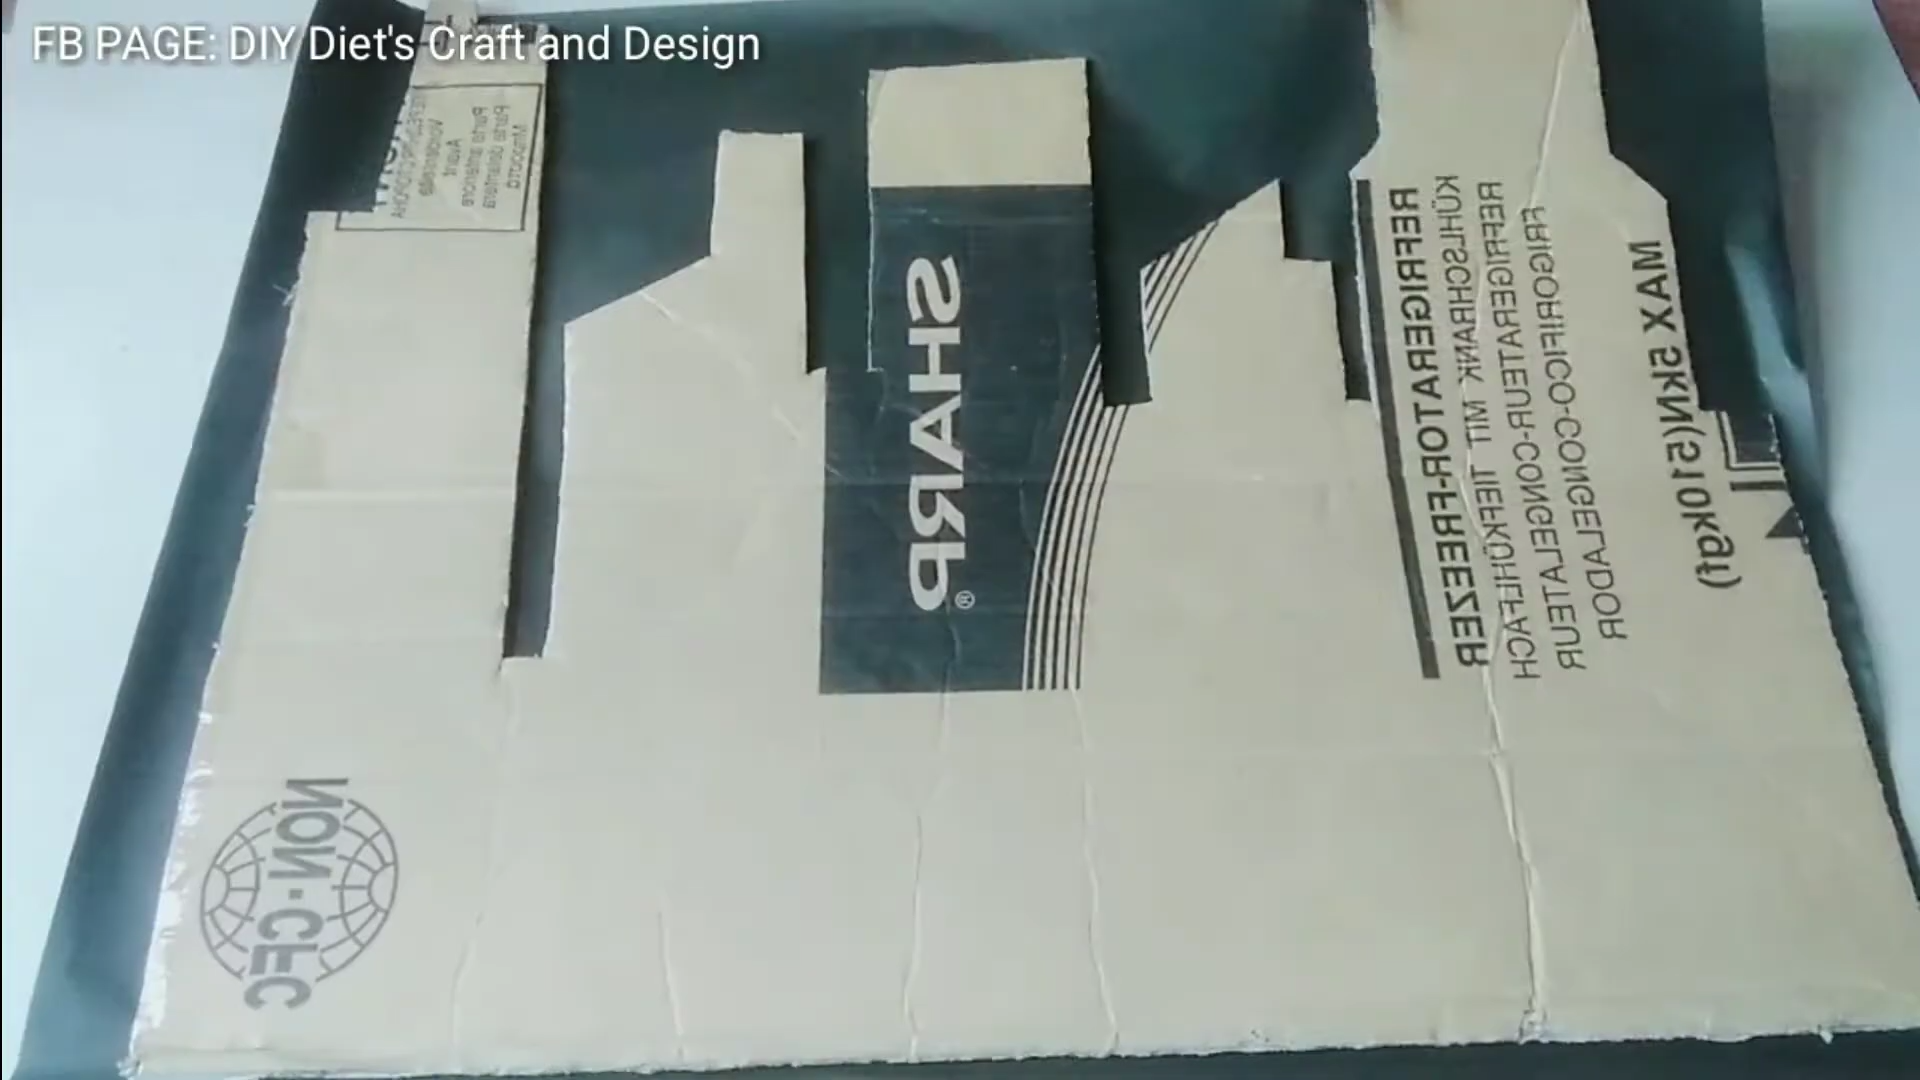 FB PAGE: DIY Diet's Craft and Design
Avant
SHARP®
REFRIGERATOR-FREEZER
KÜHLSCHRANK MIT TIEFKÜHLFACH
REFRIGERATEUR-CONGELATEUR
FRIGORIFICO-CONGELADOR
MAX 5KN(510kgf)
NON-CFC